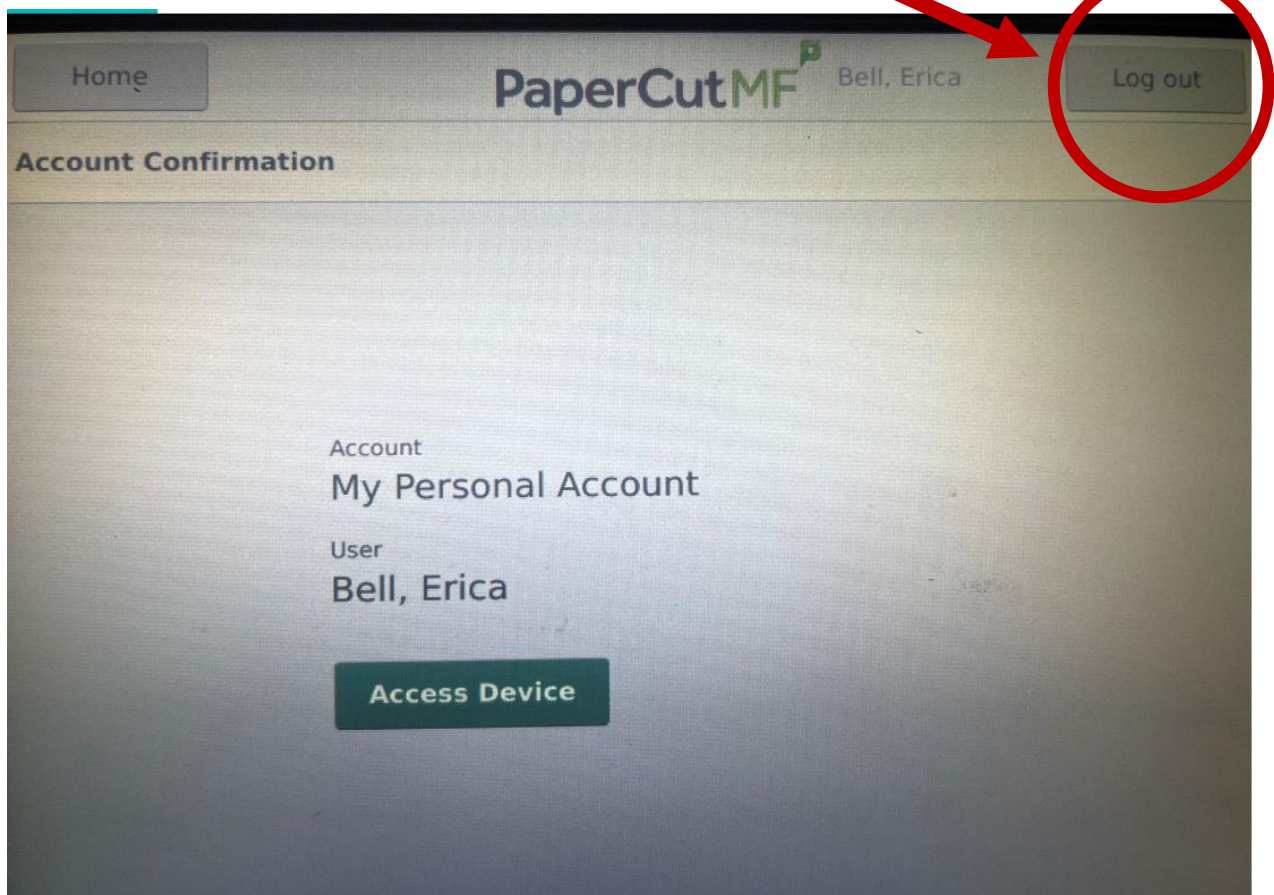 Home
PaperCutMF
Bell, Erica
Log out
Account Confirmation
Account
My Personal Account
User
Bell, Erica
Access Device